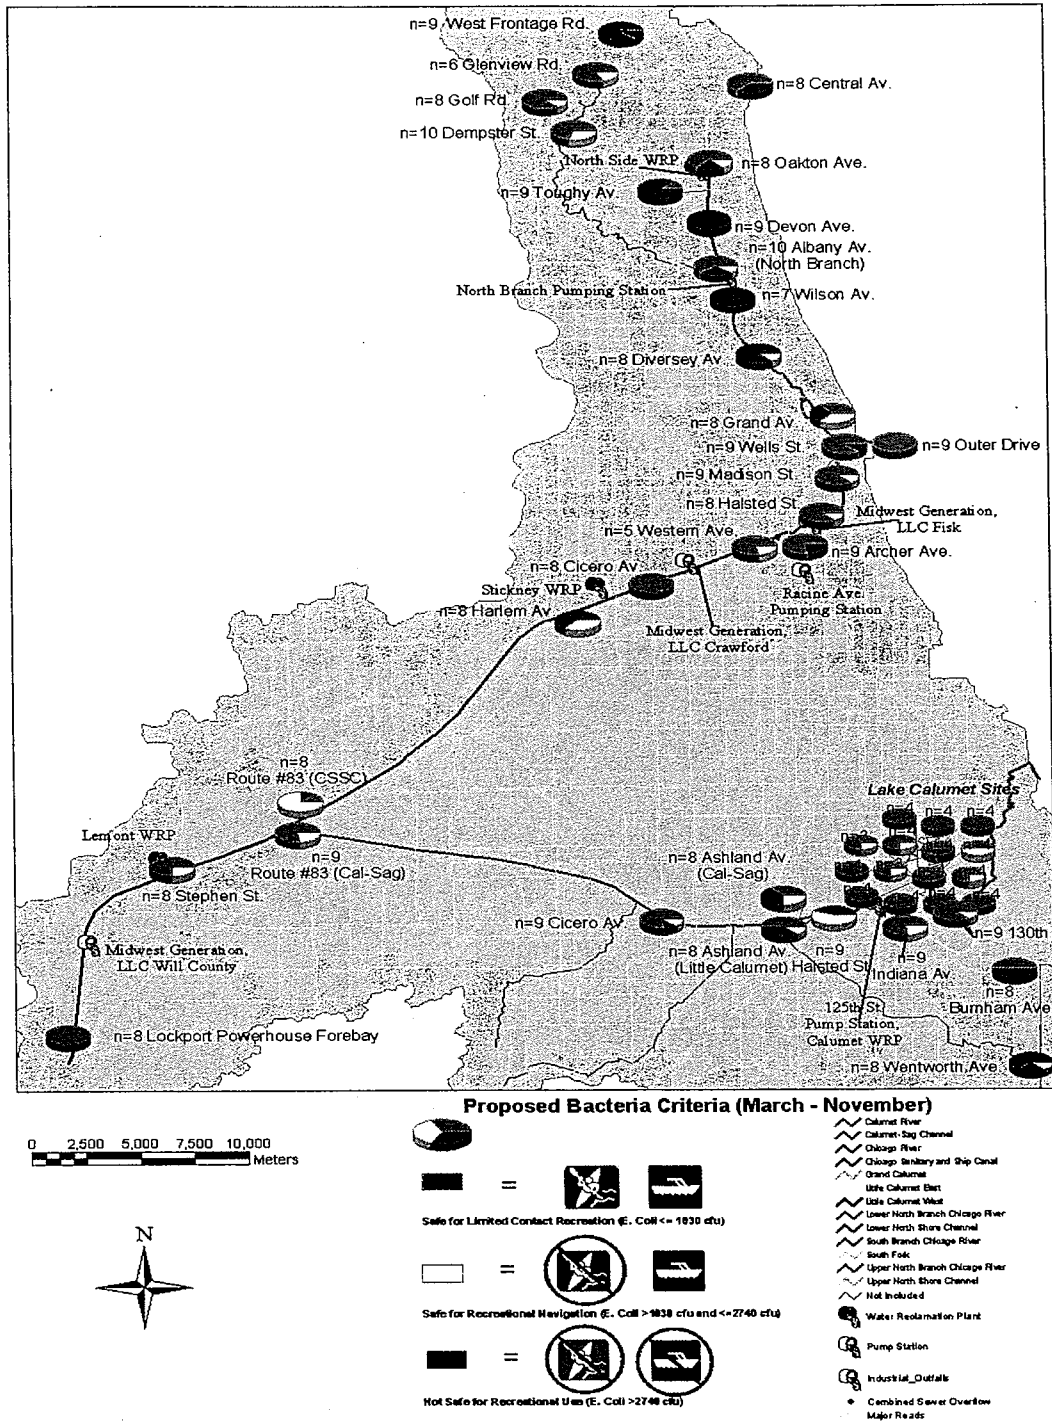 n=9 West Frontage Rd.
n=6 Glenview Rd.
n=8 Central Av.
n=8 Golf Rd.
n=10 Dempster St.
North Side WRP
n=8 Oakton Ave.
n=9 Toughy Av
n=9 Devon Ave.
n=10 Albany Av.
(North Branch)
North Branch Pumping Station
n=7 Wilson Av.
n=8 Diversey Av
n=8 Grand Av.
n=9 Wells St.
n=9 Outer Drive
n=9 Madison St.
n=8 Halsted St.
Midwest Generation,
LLC Fisk
n=5 Western Ave
n=9 Archer Ave.
n=8 Cicero Av
Stickney WRP
Racine Ave.
Pumping Station
n=8 Harlem Av
Midwest Generation,
LLC Crawford
n=8
Route #83 (CSSC)
Lake Calumet Sites
n=4
n=4
n=4
Lemont WRP
n=9
Route #83 (Cal-Sag)
n=8 Ashland Av.
(Cal-Sag)
n=8 Stephen St.
n=9 Cicero Av
n=9 130th
n=8 Ashland Av
(Little Calumet)
n=9
Halsted St.
n=9
Indiana Av.
Midwest Generation,
LLC Will County
n=8
Burnham Ave
125th St.
Pump Station,
Calumet WRP
n=8 Lockport Powerhouse Forebay
n=8 Wentworth Ave.
Proposed Bacteria Criteria (March - November)
0 2,500 5,000 7,500 10,000
Meters
=
Safe for Limited Contact Recreation (E. Coli <= 1030 cfu)
=
Safe for Recreational Navigation (E. Coli >1030 cfu and <=2740 cfu)
=
Not Safe for Recreational Use (E. Coli >2740 cfu)
N
Calumet River
Calumet-Sag Channel
Chicago River
Chicago Sanitary and Ship Canal
Grand Calumet
Little Calumet East
Little Calumet West
Lower North Branch Chicago River
Lower North Shore Channel
South Branch Chicago River
South Fork
Upper North Branch Chicago River
Upper North Shore Channel
Not Included
Water Reclamation Plant
Pump Station
Industrial_Outfalls
Combined Sewer Overflow
Major Roads